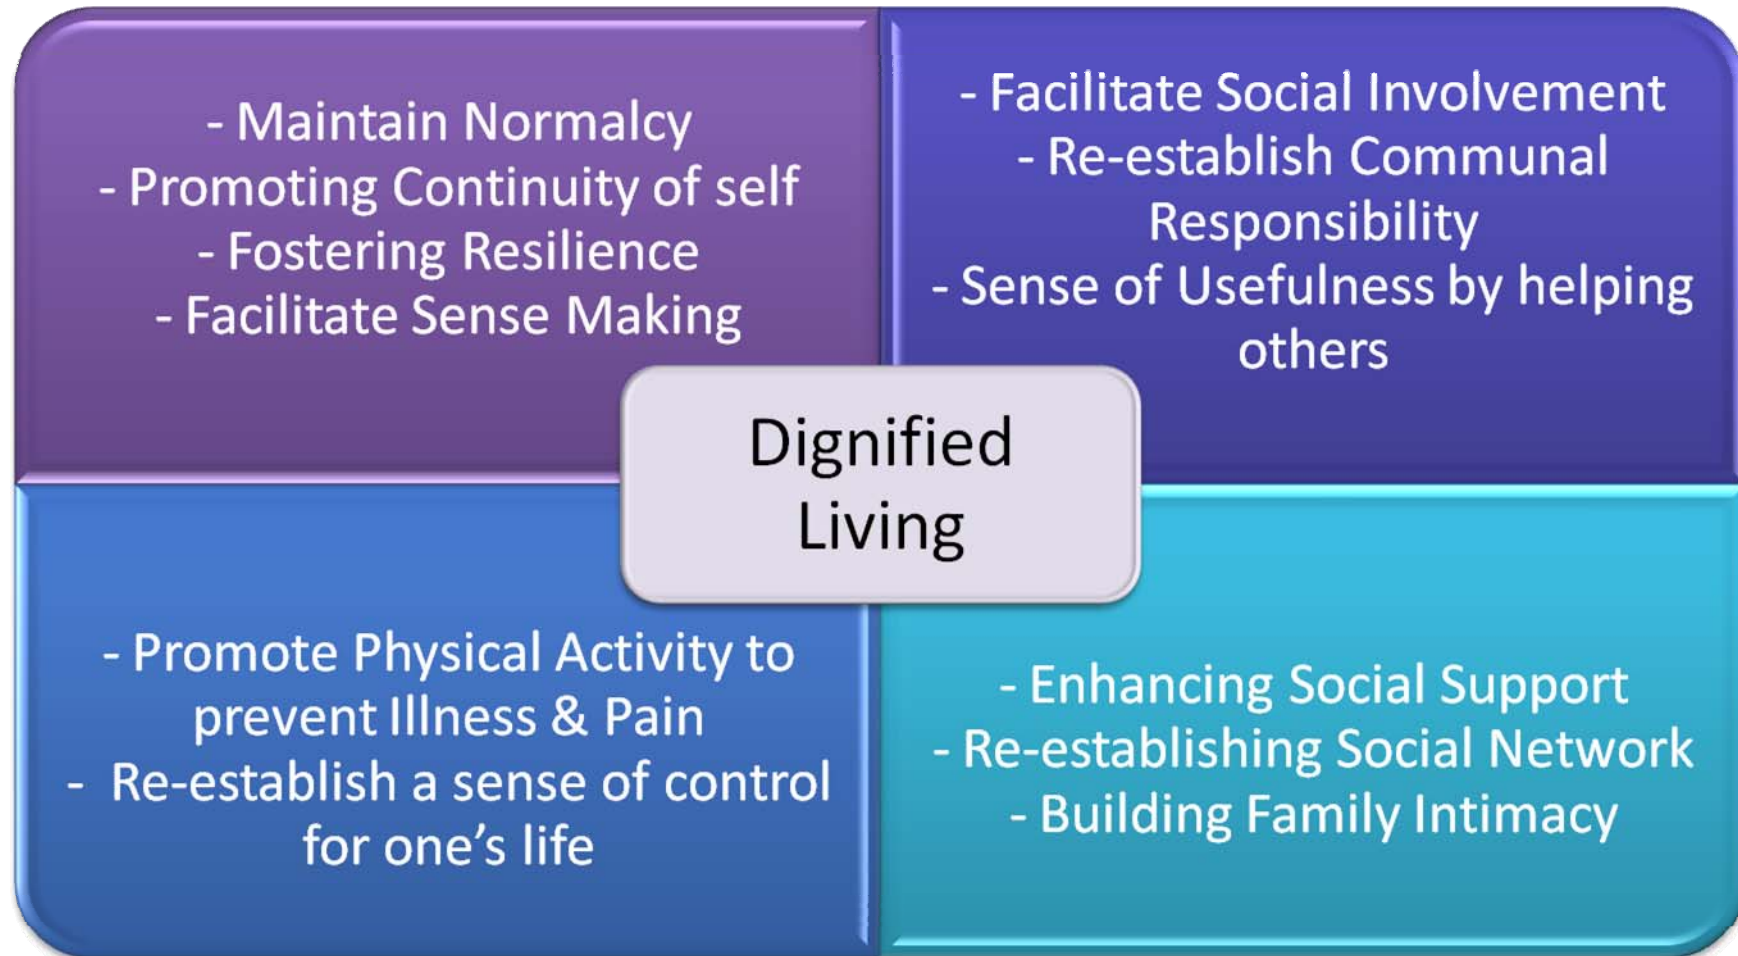 - Maintain Normalcy
- Promoting Continuity of self
- Fostering Resilience
- Facilitate Sense Making
- Facilitate Social Involvement
- Re-establish Communal
Responsibility
- Sense of Usefulness by helping
others
Dignified
Living
- Promote Physical Activity to
prevent Illness & Pain
- Re-establish a sense of control
for one’s life
- Enhancing Social Support
- Re-establishing Social Network
- Building Family Intimacy